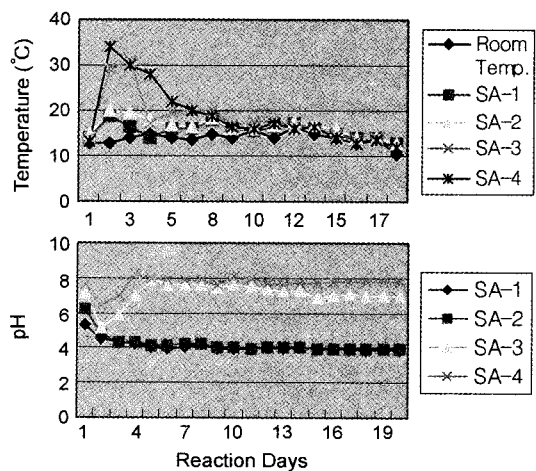 Temperature (°C)
40
30
20
10
0
1
3
5
6
8
10
12
15
17
Room
Temp.
SA-1
SA-2
SA-3
SA-4
pH
10
8
6
4
2
0
1
4
7
10
13
16
19
Reaction Days
SA-1
SA-2
SA-3
SA-4